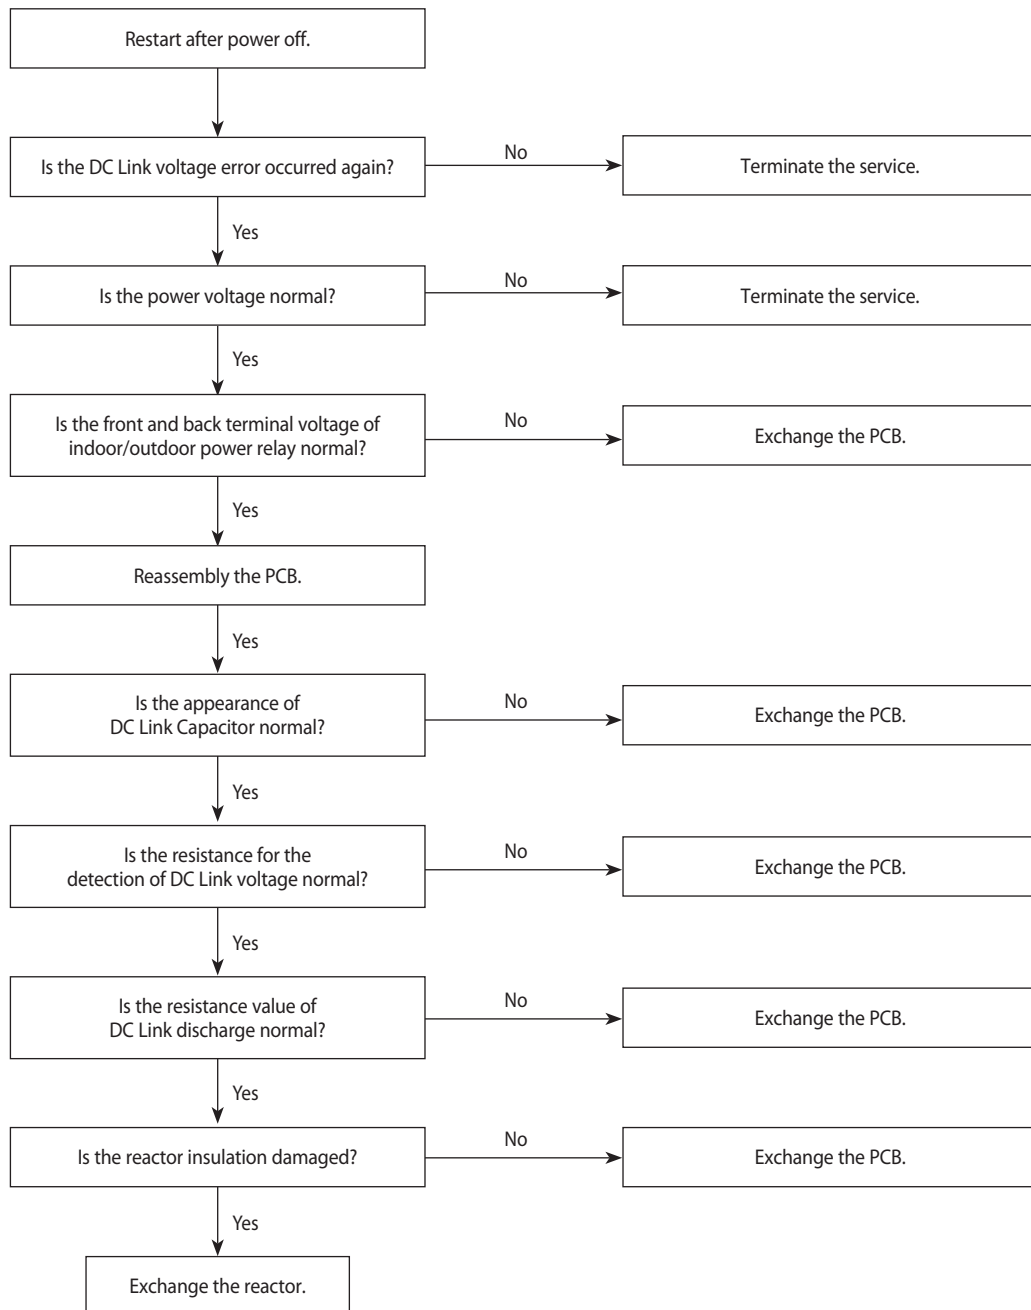 Restart after power off.
Is the DC Link voltage error occurred again?
No
Terminate the service.
Yes
Is the power voltage normal?
No
Terminate the service.
Yes
Is the front and back terminal voltage of
indoor/outdoor power relay normal?
No
Exchange the PCB.
Yes
Reassembly the PCB.
Yes
Is the appearance of
DC Link Capacitor normal?
No
Exchange the PCB.
Yes
Is the resistance for the
detection of DC Link voltage normal?
No
Exchange the PCB.
Yes
Is the resistance value of
DC Link discharge normal?
No
Exchange the PCB.
Yes
Is the reactor insulation damaged?
No
Exchange the PCB.
Yes
Exchange the reactor.